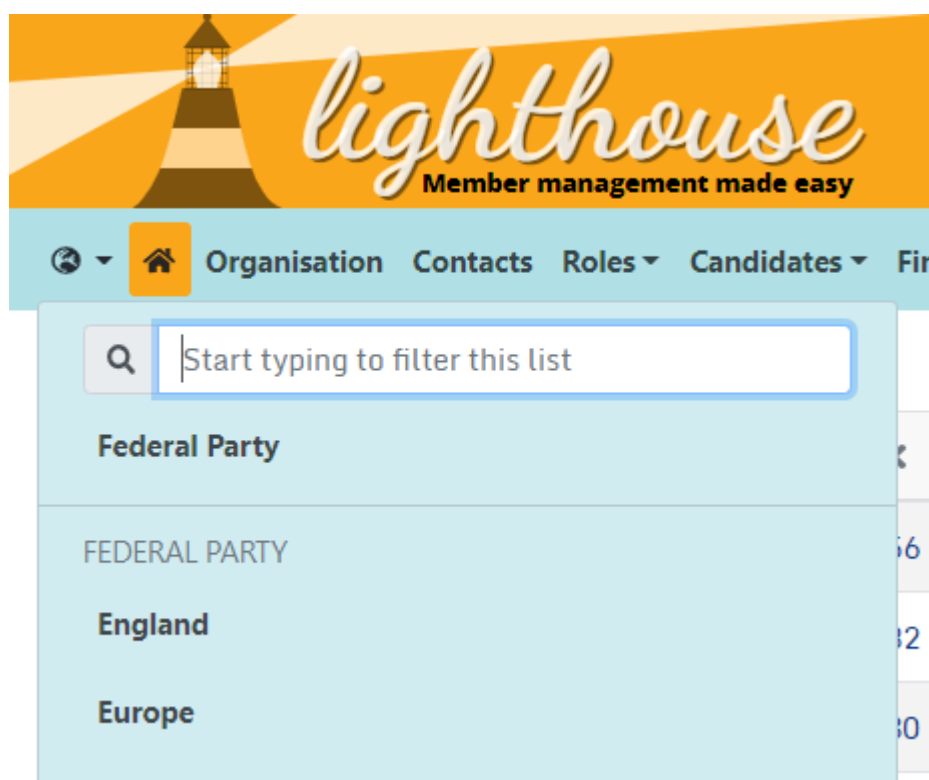 lighthouse
Member management made easy
Organisation Contacts Roles Candidates
Start typing to filter this list
Federal Party
FEDERAL PARTY
England
Europe